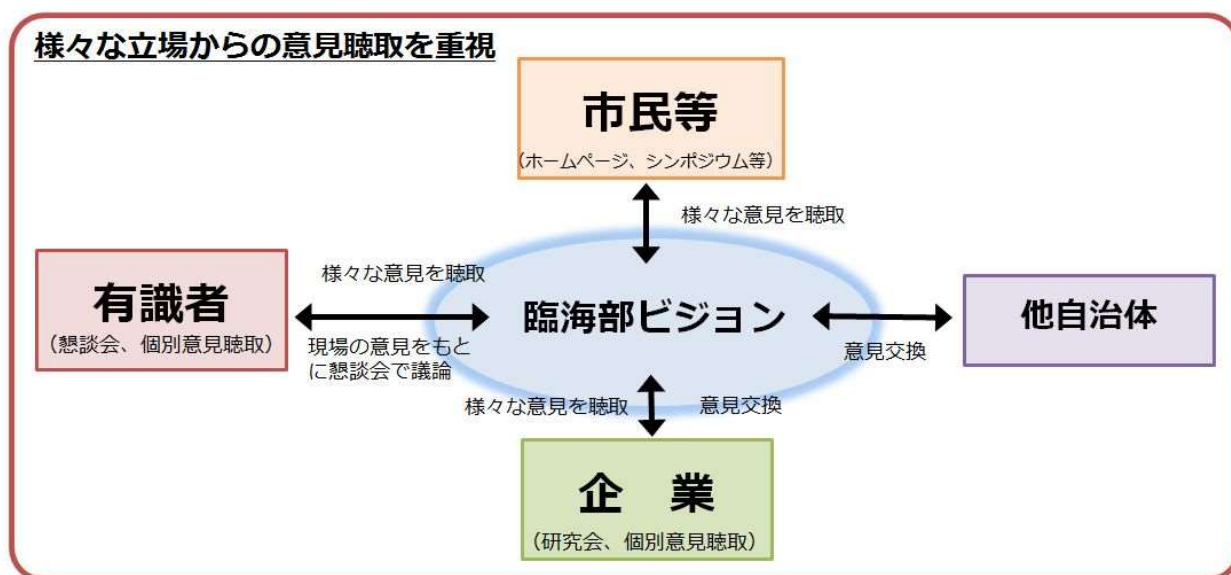 様々な立場からの意見聴取を重視
市民等
（ホームページ、シンポジウム等）
様々な意見を聴取
有識者
（懇談会、個別意見聴取）
様々な意見を聴取
現場の意見をもと
に懇談会で議論
臨海部ビジョン
他自治体
意見交換
様々な意見を聴取
意見交換
企　業
（研究会、個別意見聴取）